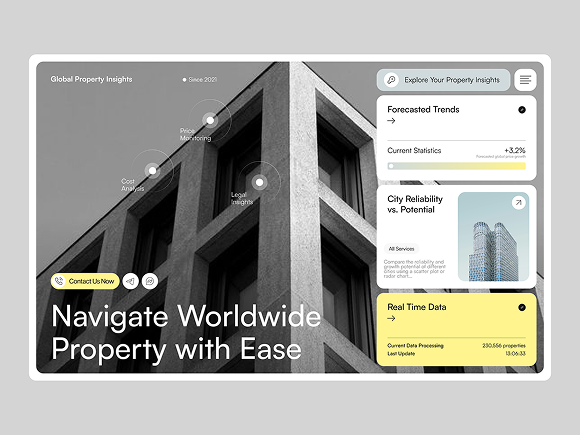 Global Property Insights
Since 2021
Explore Your Property Insights
Price
Monitoring
Cost
Analysis
Legal
Insights
Contact Us Now
Navigate Worldwide
Property with Ease
Forecasted Trends
Current Statistics
+3.2%
Forecasted global price growth
City Reliability
vs. Potential
All Services
Compare the reliability and
growth potential of different
cities using a scatter plot or
radar chart...
Real Time Data
Current Data Processing
230,556 properties
Last Update
13:06:33